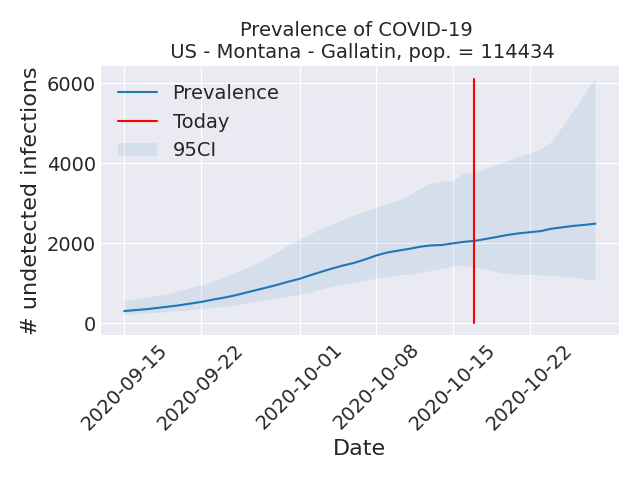 Prevalence of COVID-19
US - Montana - Gallatin, pop. = 114434
# undetected infections
6000
4000
2000
0
Prevalence
Today
95CI
2020-09-15
2020-09-22
2020-10-01
2020-10-08
2020-10-15
2020-10-22
Date